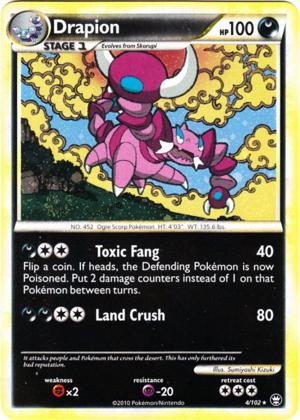 Drapion
HP 100
STAGE 1
Evolves from Skorupi
NO. 452 Ogre Scorp Pokémon HT: 4'03" WT: 135.6 lbs.
Toxic Fang 40
Flip a coin. If heads, the Defending Pokémon is now
Poisoned. Put 2 damage counters instead of 1 on that
Pokémon between turns.
Land Crush 80
It attacks people and Pokémon that cross the desert. This has only furthered its
bad reputation.
weakness resistance retreat cost
×2 -20
Illus. Sumiyoshi Kizuki
©2010 Pokémon 4/102 ★